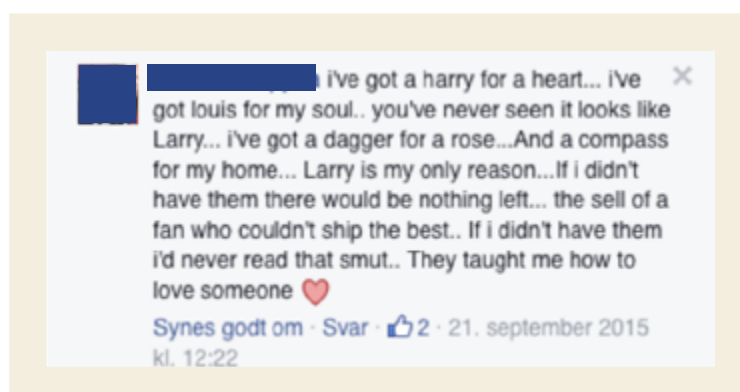 i've got a harry for a heart... i've
got louis for my soul.. you've never seen it looks like
Larry... i've got a dagger for a rose...And a compass
for my home... Larry is my only reason...If i didn't
have them there would be nothing left... the sell of a
fan who couldn't ship the best.. If i didn't have them
i'd never read that smut.. They taught me how to
love someone
Synes godt om · Svar · 2 · 21. september 2015
kl. 12:22